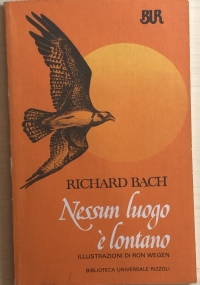 BUR
RICHARD BACH
Nessun luogo
è lontano
ILLUSTRAZIONI DI RON WEGEN
BIBLIOTECA UNIVERSALE RIZZOLI